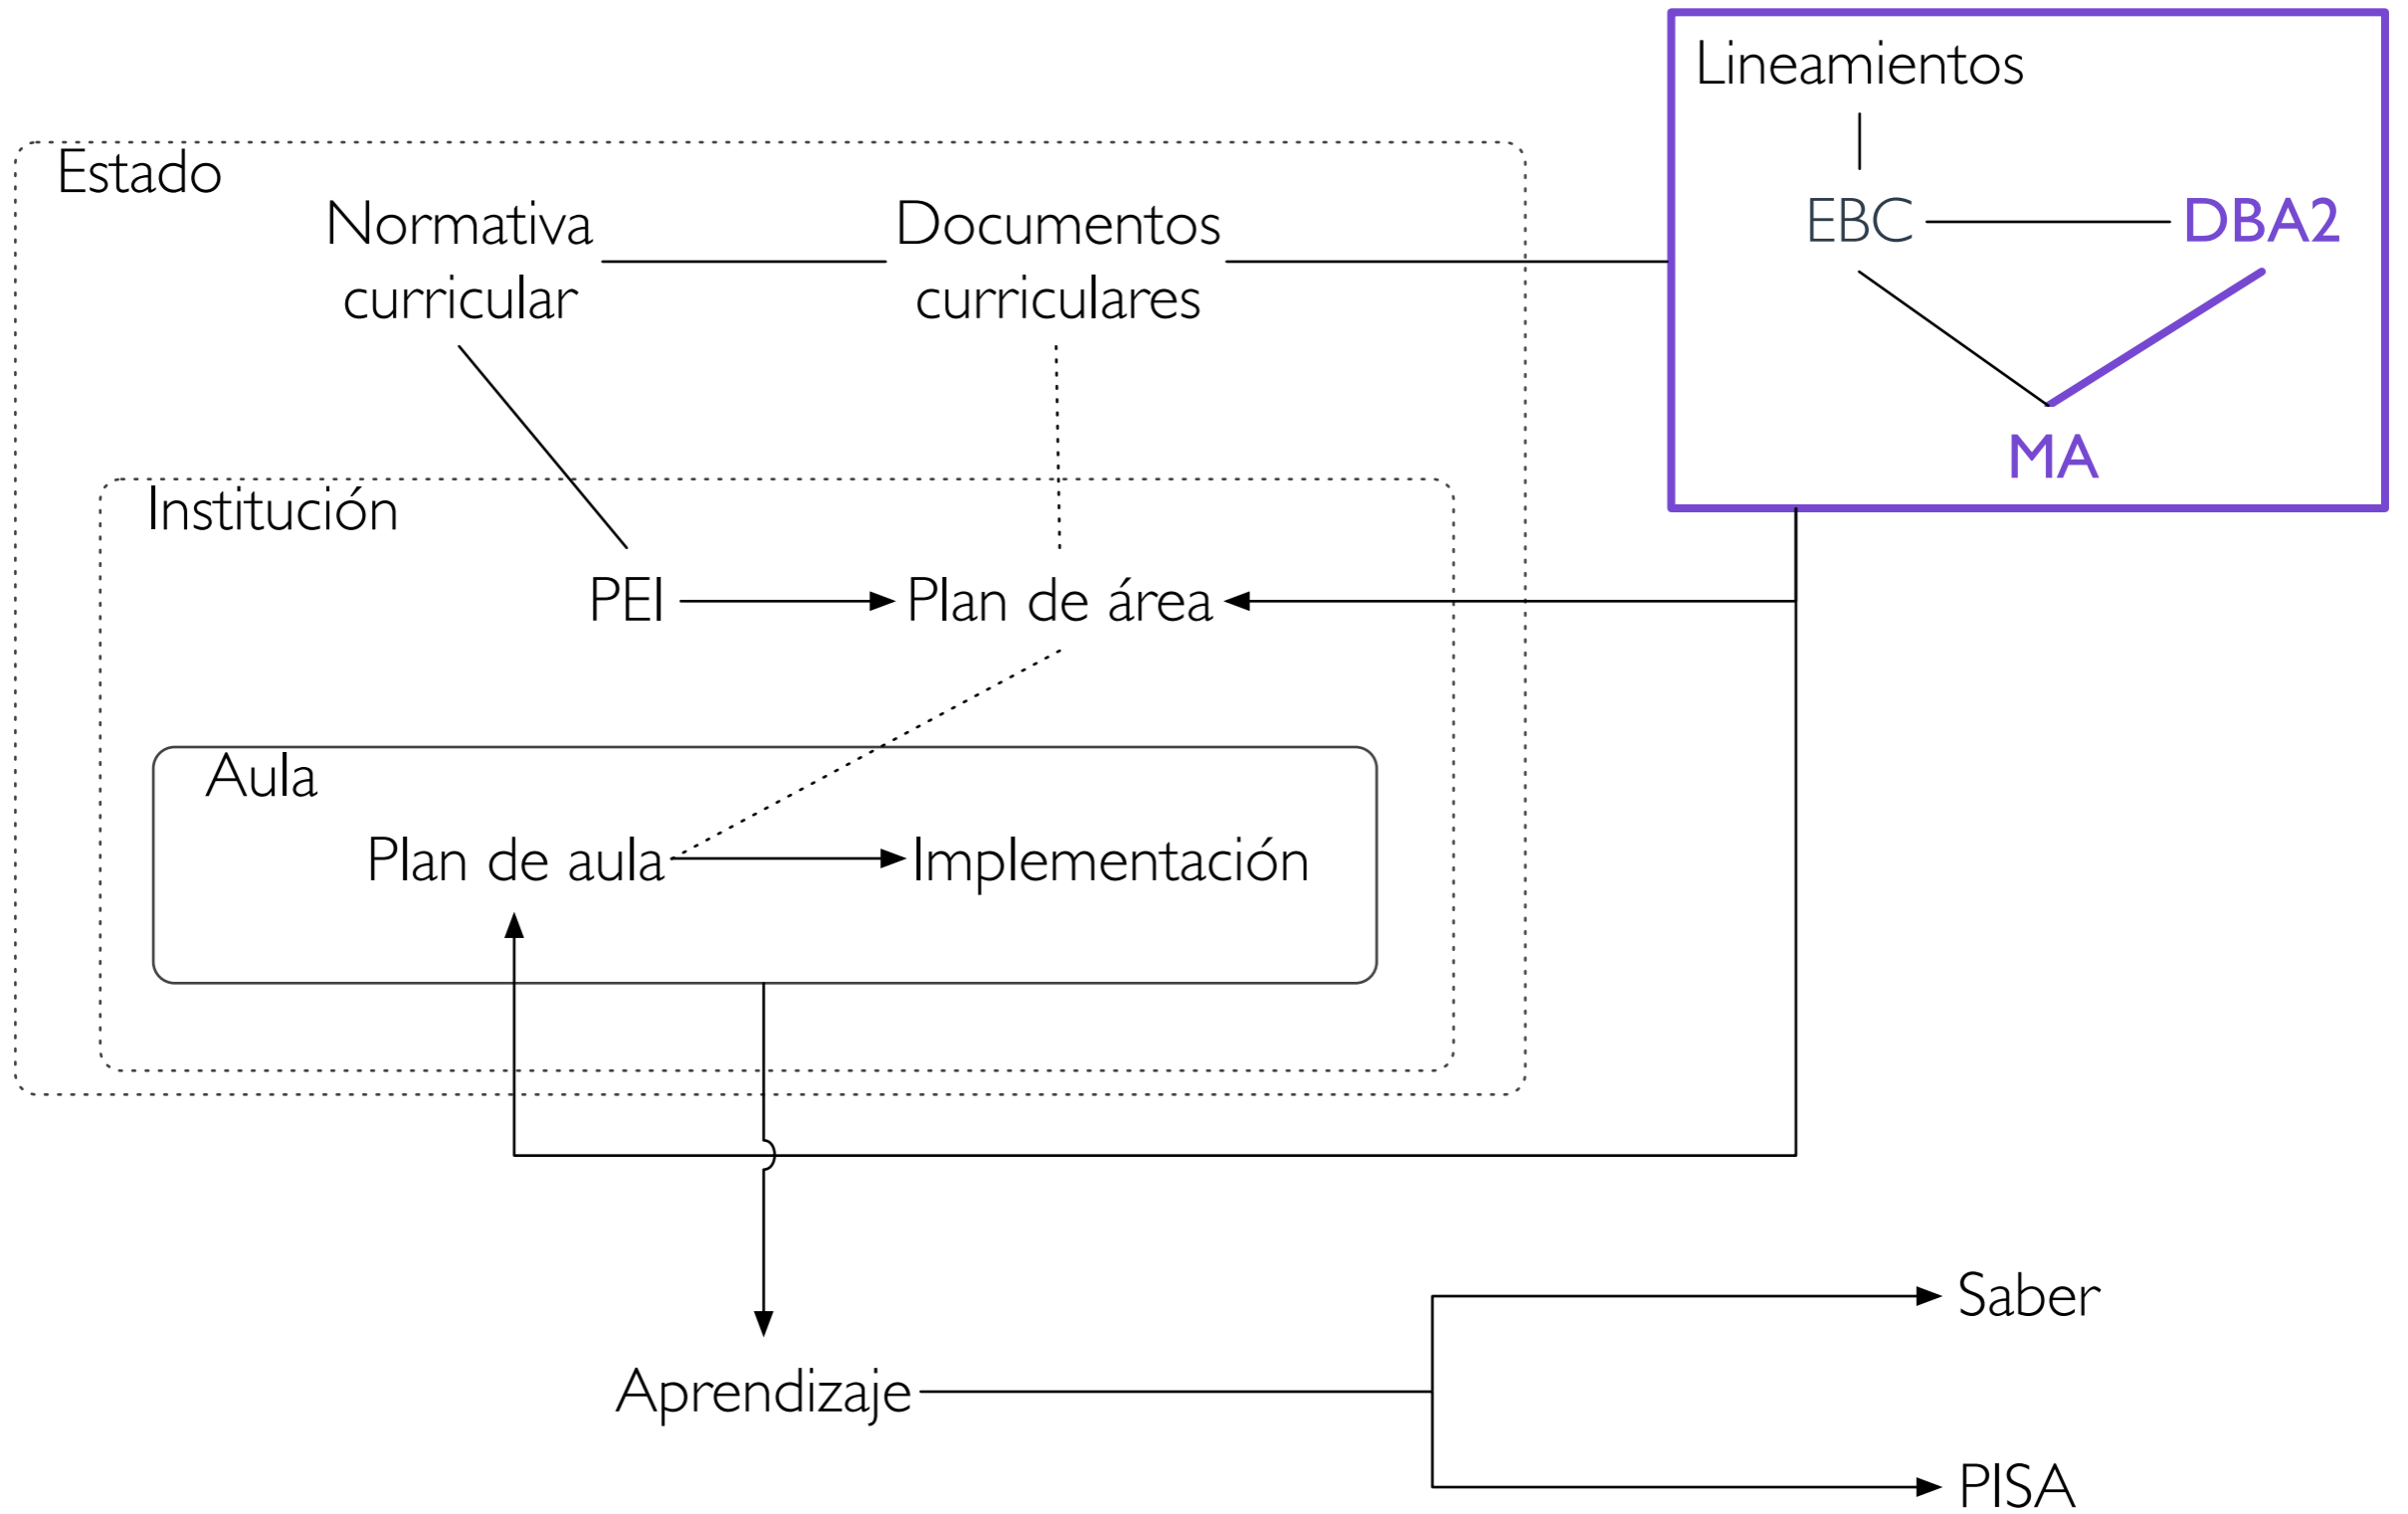 Lineamientos
Estado
Normativa
curricular
Documentos
curriculares
EBC
DBA2
MA
Institución
PEI
Plan de área
Aula
Plan de aula
Implementación
Aprendizaje
Saber
PISA